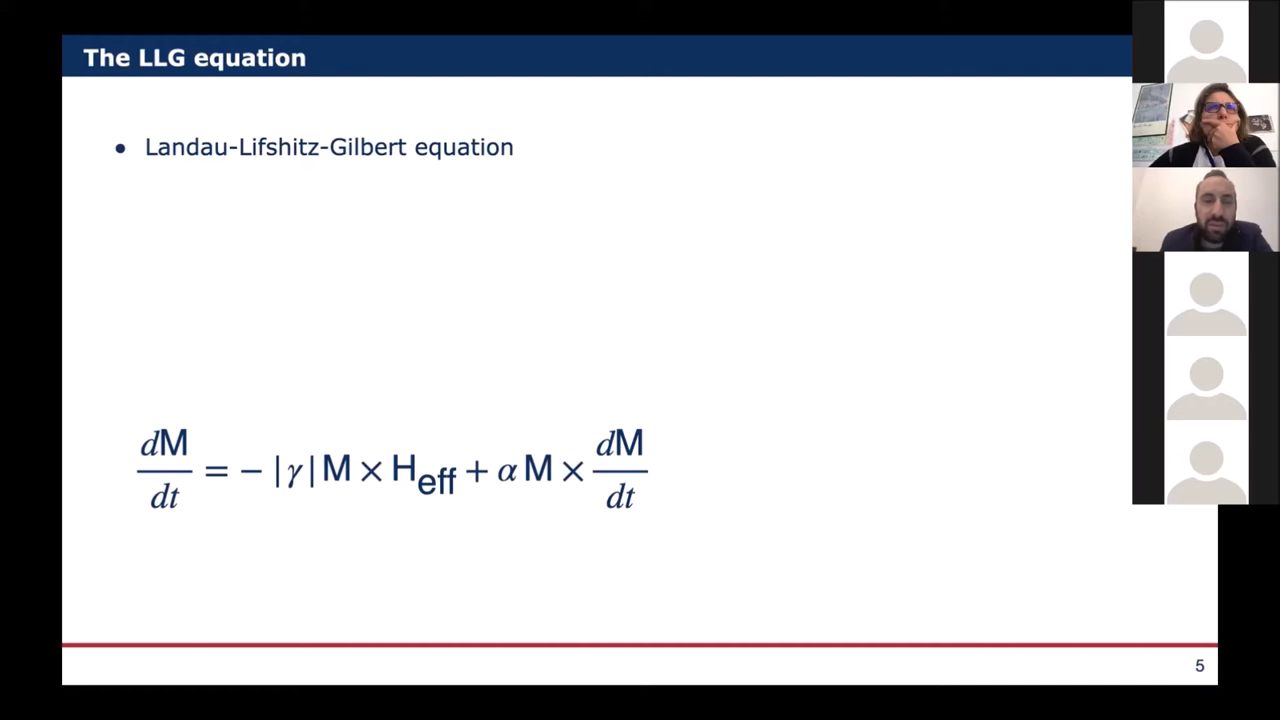 The LLG equation
● Landau-Lifshitz-Gilbert equation
dM/dt = − |γ| M × H_eff + α M × dM/dt
5